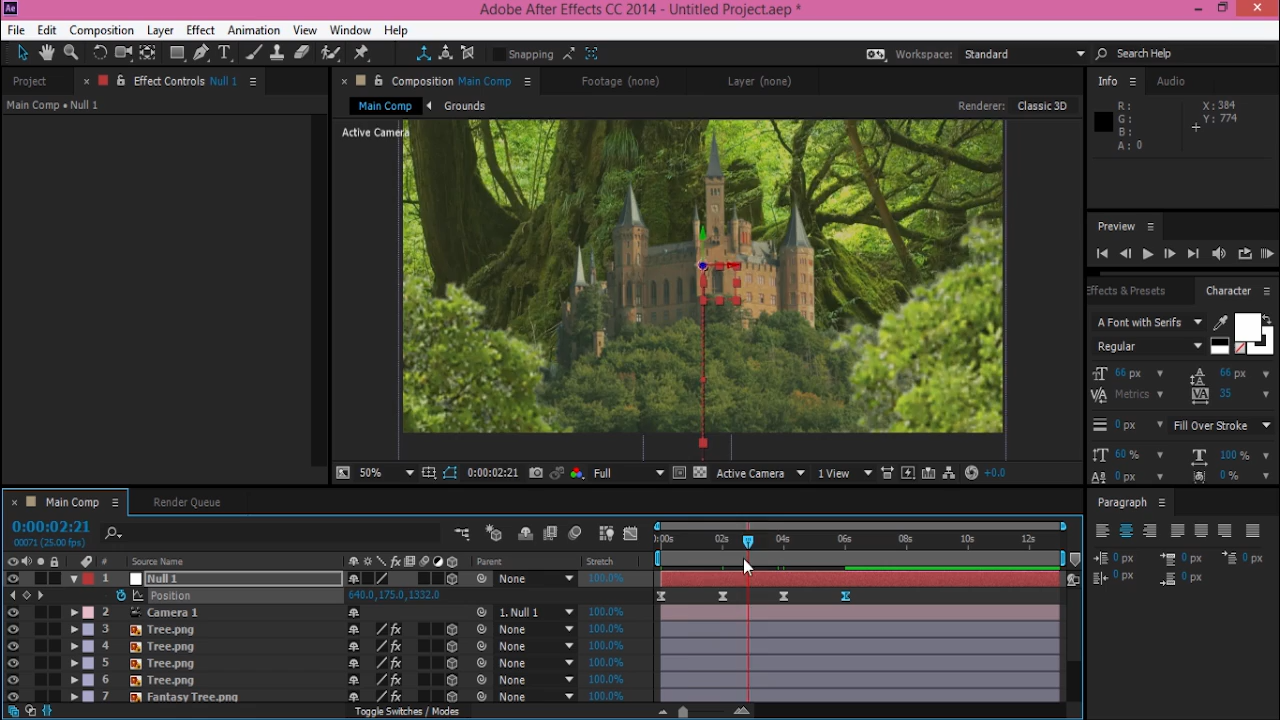 Ae Adobe After Effects CC 2014 - Untitled Project.aep *
File Edit Composition Layer Effect Animation View Window Help
Snapping Workspace: Standard Search Help
Project Effect Controls Null 1 Composition Main Comp Footage (none) Layer (none) Info Audio
Main Comp • Null 1 Main Comp Grounds Renderer: Classic 3D
Active Camera
R: X: 384
G: Y: 774
B:
A: 0
Preview
Effects & Presets Character
A Font with Serifs
Regular
66 px 66 px
Metrics 35
0 px Fill Over Stroke
60 % 100 %
0 px 0 %
50% 0:00:02:21 Full Active Camera 1 View +0.0
Main Comp Render Queue Paragraph
0:00:02:21
00071 (25.00 fps)
0:00s 02s 04s 06s 08s 10s 12s
# Source Name Parent Stretch
1 Null 1 None 100.0%
Position 640.0,175.0,1332.0
2 Camera 1 1. Null 1 100.0%
3 Tree.png fx None 100.0%
4 Tree.png fx None 100.0%
5 Tree.png fx None 100.0%
6 Tree.png fx None 100.0%
7 Fantasy Tree.png fx None 100.0%
Toggle Switches / Modes
0 px 0 px
0 px 0 px
0 px